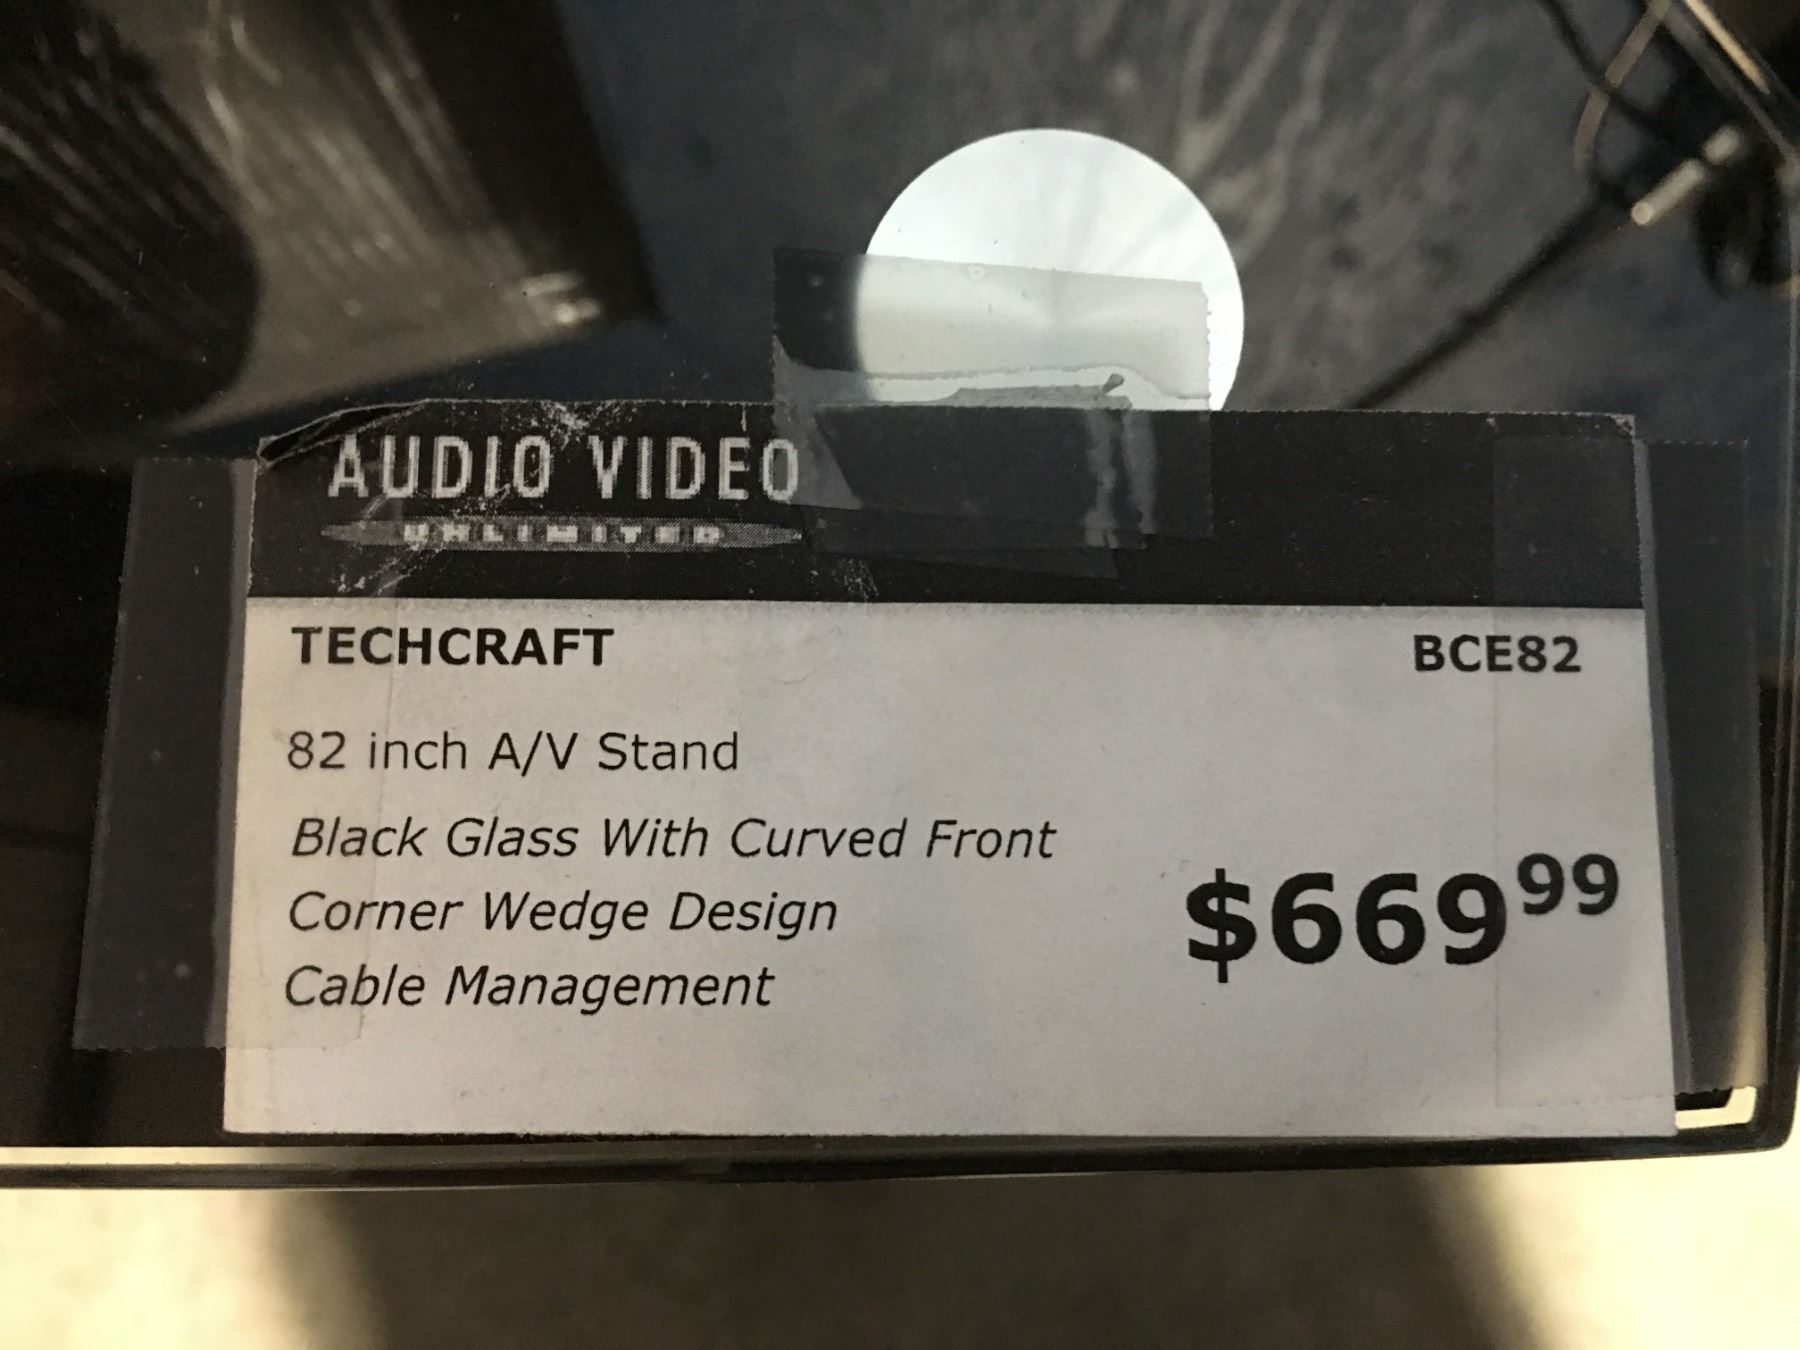 AUDIO VIDEO
UNLIMITED
TECHCRAFT BCE82
82 inch A/V Stand
Black Glass With Curved Front
Corner Wedge Design
Cable Management
$669.99